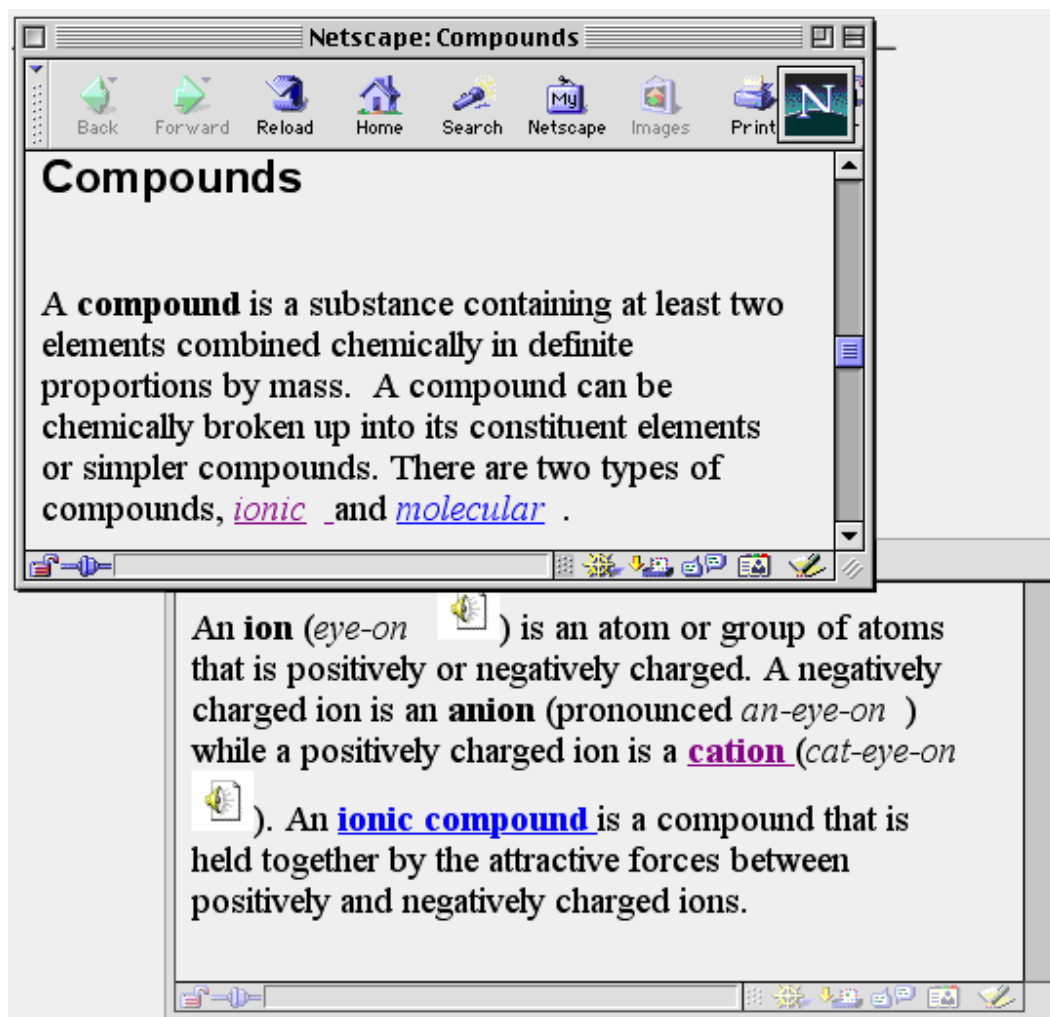 Netscape: Compounds
Back Forward Reload Home Search Netscape Images Print
My
N
Compounds
A compound is a substance containing at least two
elements combined chemically in definite
proportions by mass.  A compound can be
chemically broken up into its constituent elements
or simpler compounds. There are two types of
compounds, ionic  and molecular  .
An ion (eye-on  ) is an atom or group of atoms
that is positively or negatively charged. A negatively
charged ion is an anion (pronounced an-eye-on  )
while a positively charged ion is a cation (cat-eye-on
). An ionic compound is a compound that is
held together by the attractive forces between
positively and negatively charged ions.